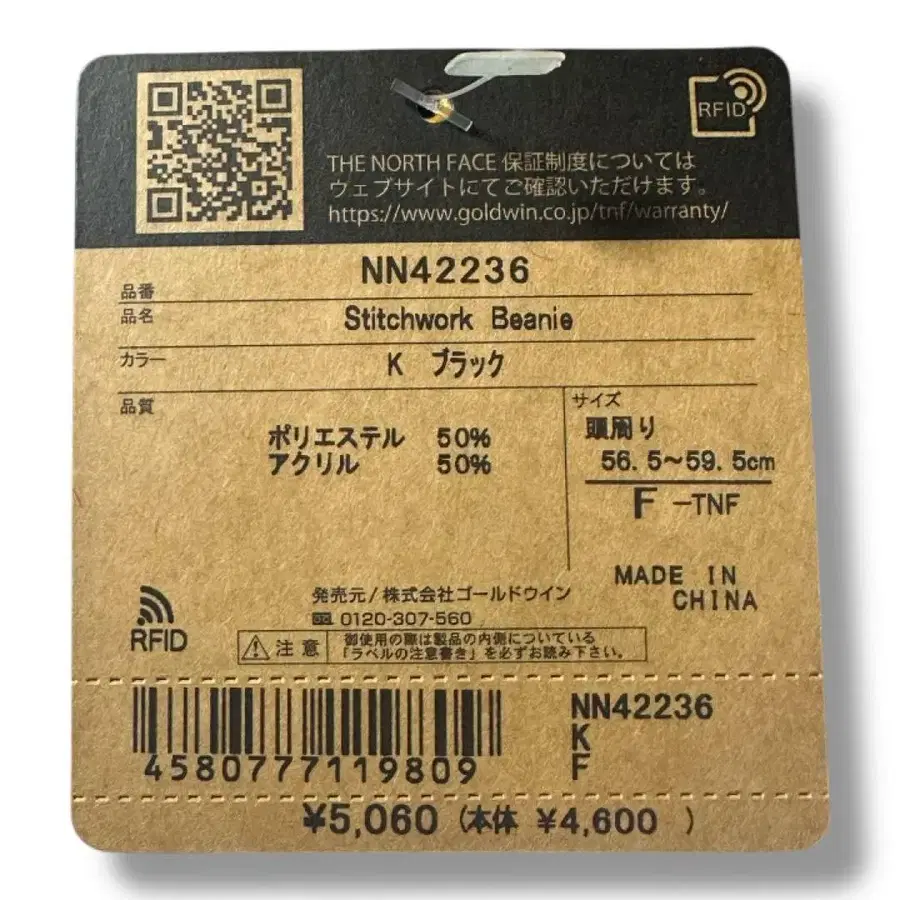 RFID
THE NORTH FACE 保証制度については
ウェブサイトにてご確認いただけます。
https://www.goldwin.co.jp/tnf/warranty/
品番 NN42236
品名 Stitchwork Beanie
カラー K ブラック
品質
ポリエステル 50%
アクリル 50%
サイズ
頭周り
56.5~59.5cm
F -TNF
MADE IN
CHINA
発売元/株式会社ゴールドウイン
0120-307-560
RFID
注意
御使用の際は製品の内側についている
「ラベルの注意書き」を必ずお読み下さい。
4580777119809
NN42236
K
F
¥5,060 (本体 ¥4,600 )